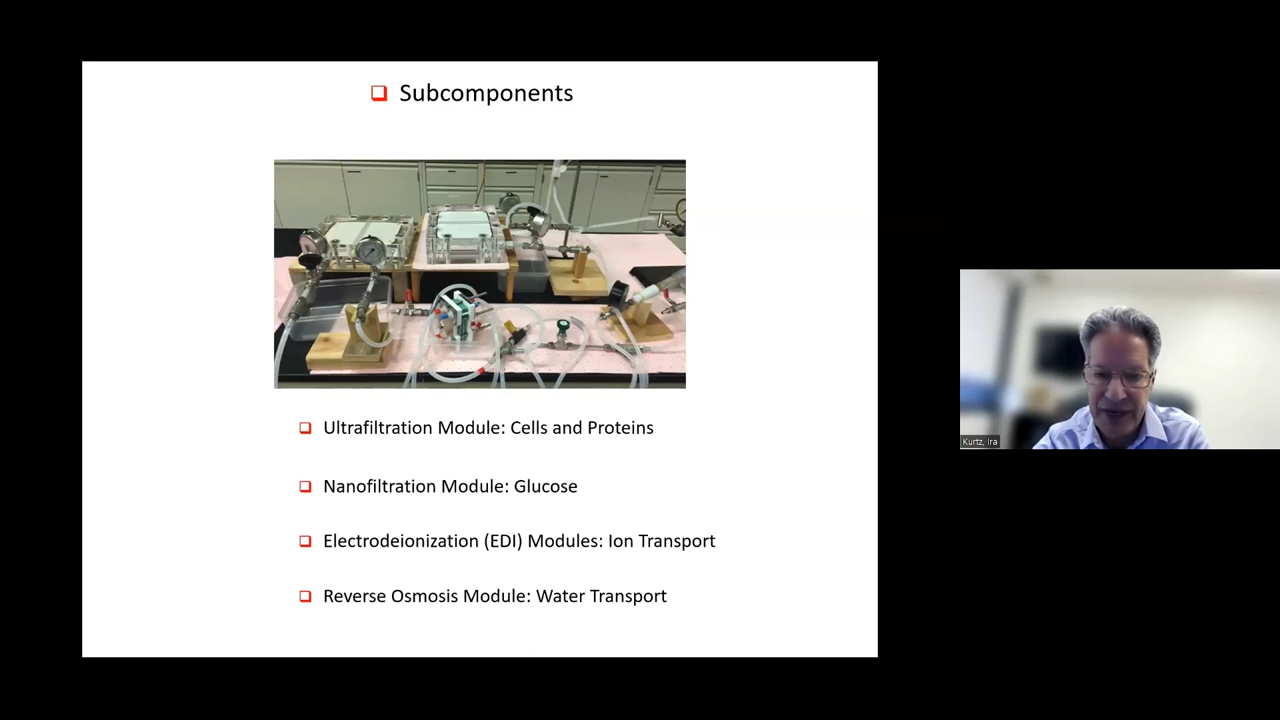 Subcomponents
Ultrafiltration Module: Cells and Proteins
Nanofiltration Module: Glucose
Electrodeionization (EDI) Modules: Ion Transport
Reverse Osmosis Module: Water Transport
Kurtz, Ira